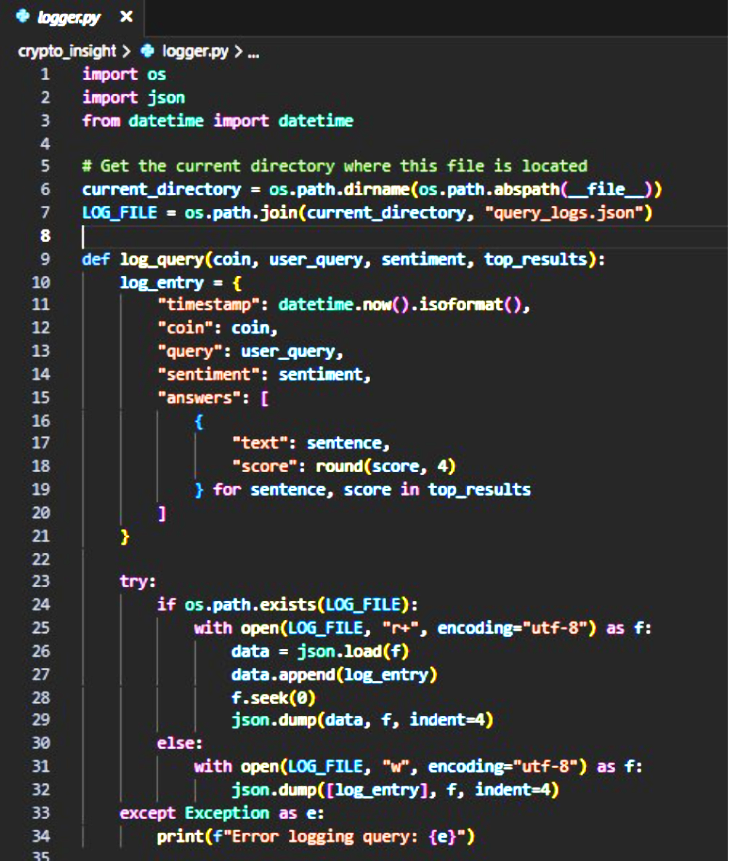 logger.py ×
crypto_insight > logger.py > ...
1 import os
2 import json
3 from datetime import datetime
4
5 # Get the current directory where this file is located
6 current_directory = os.path.dirname(os.path.abspath(__file__))
7 LOG_FILE = os.path.join(current_directory, "query_logs.json")
8
9 def log_query(coin, user_query, sentiment, top_results):
10     log_entry = {
11         "timestamp": datetime.now().isoformat(),
12         "coin": coin,
13         "query": user_query,
14         "sentiment": sentiment,
15         "answers": [
16             {
17                 "text": sentence,
18                 "score": round(score, 4)
19             } for sentence, score in top_results
20         ]
21     }
22
23     try:
24         if os.path.exists(LOG_FILE):
25             with open(LOG_FILE, "r+", encoding="utf-8") as f:
26                 data = json.load(f)
27                 data.append(log_entry)
28                 f.seek(0)
29                 json.dump(data, f, indent=4)
30         else:
31             with open(LOG_FILE, "w", encoding="utf-8") as f:
32                 json.dump([log_entry], f, indent=4)
33     except Exception as e:
34         print(f"Error logging query: {e}")
35